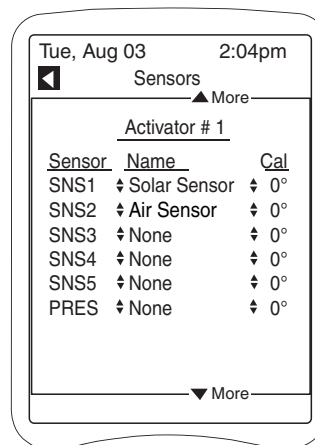 Tue, Aug 03 2:04pm
Sensors
More
Activator # 1
Sensor Name Cal
SNS1 Solar Sensor 0°
SNS2 Air Sensor 0°
SNS3 None 0°
SNS4 None 0°
SNS5 None 0°
PRES None 0°
More